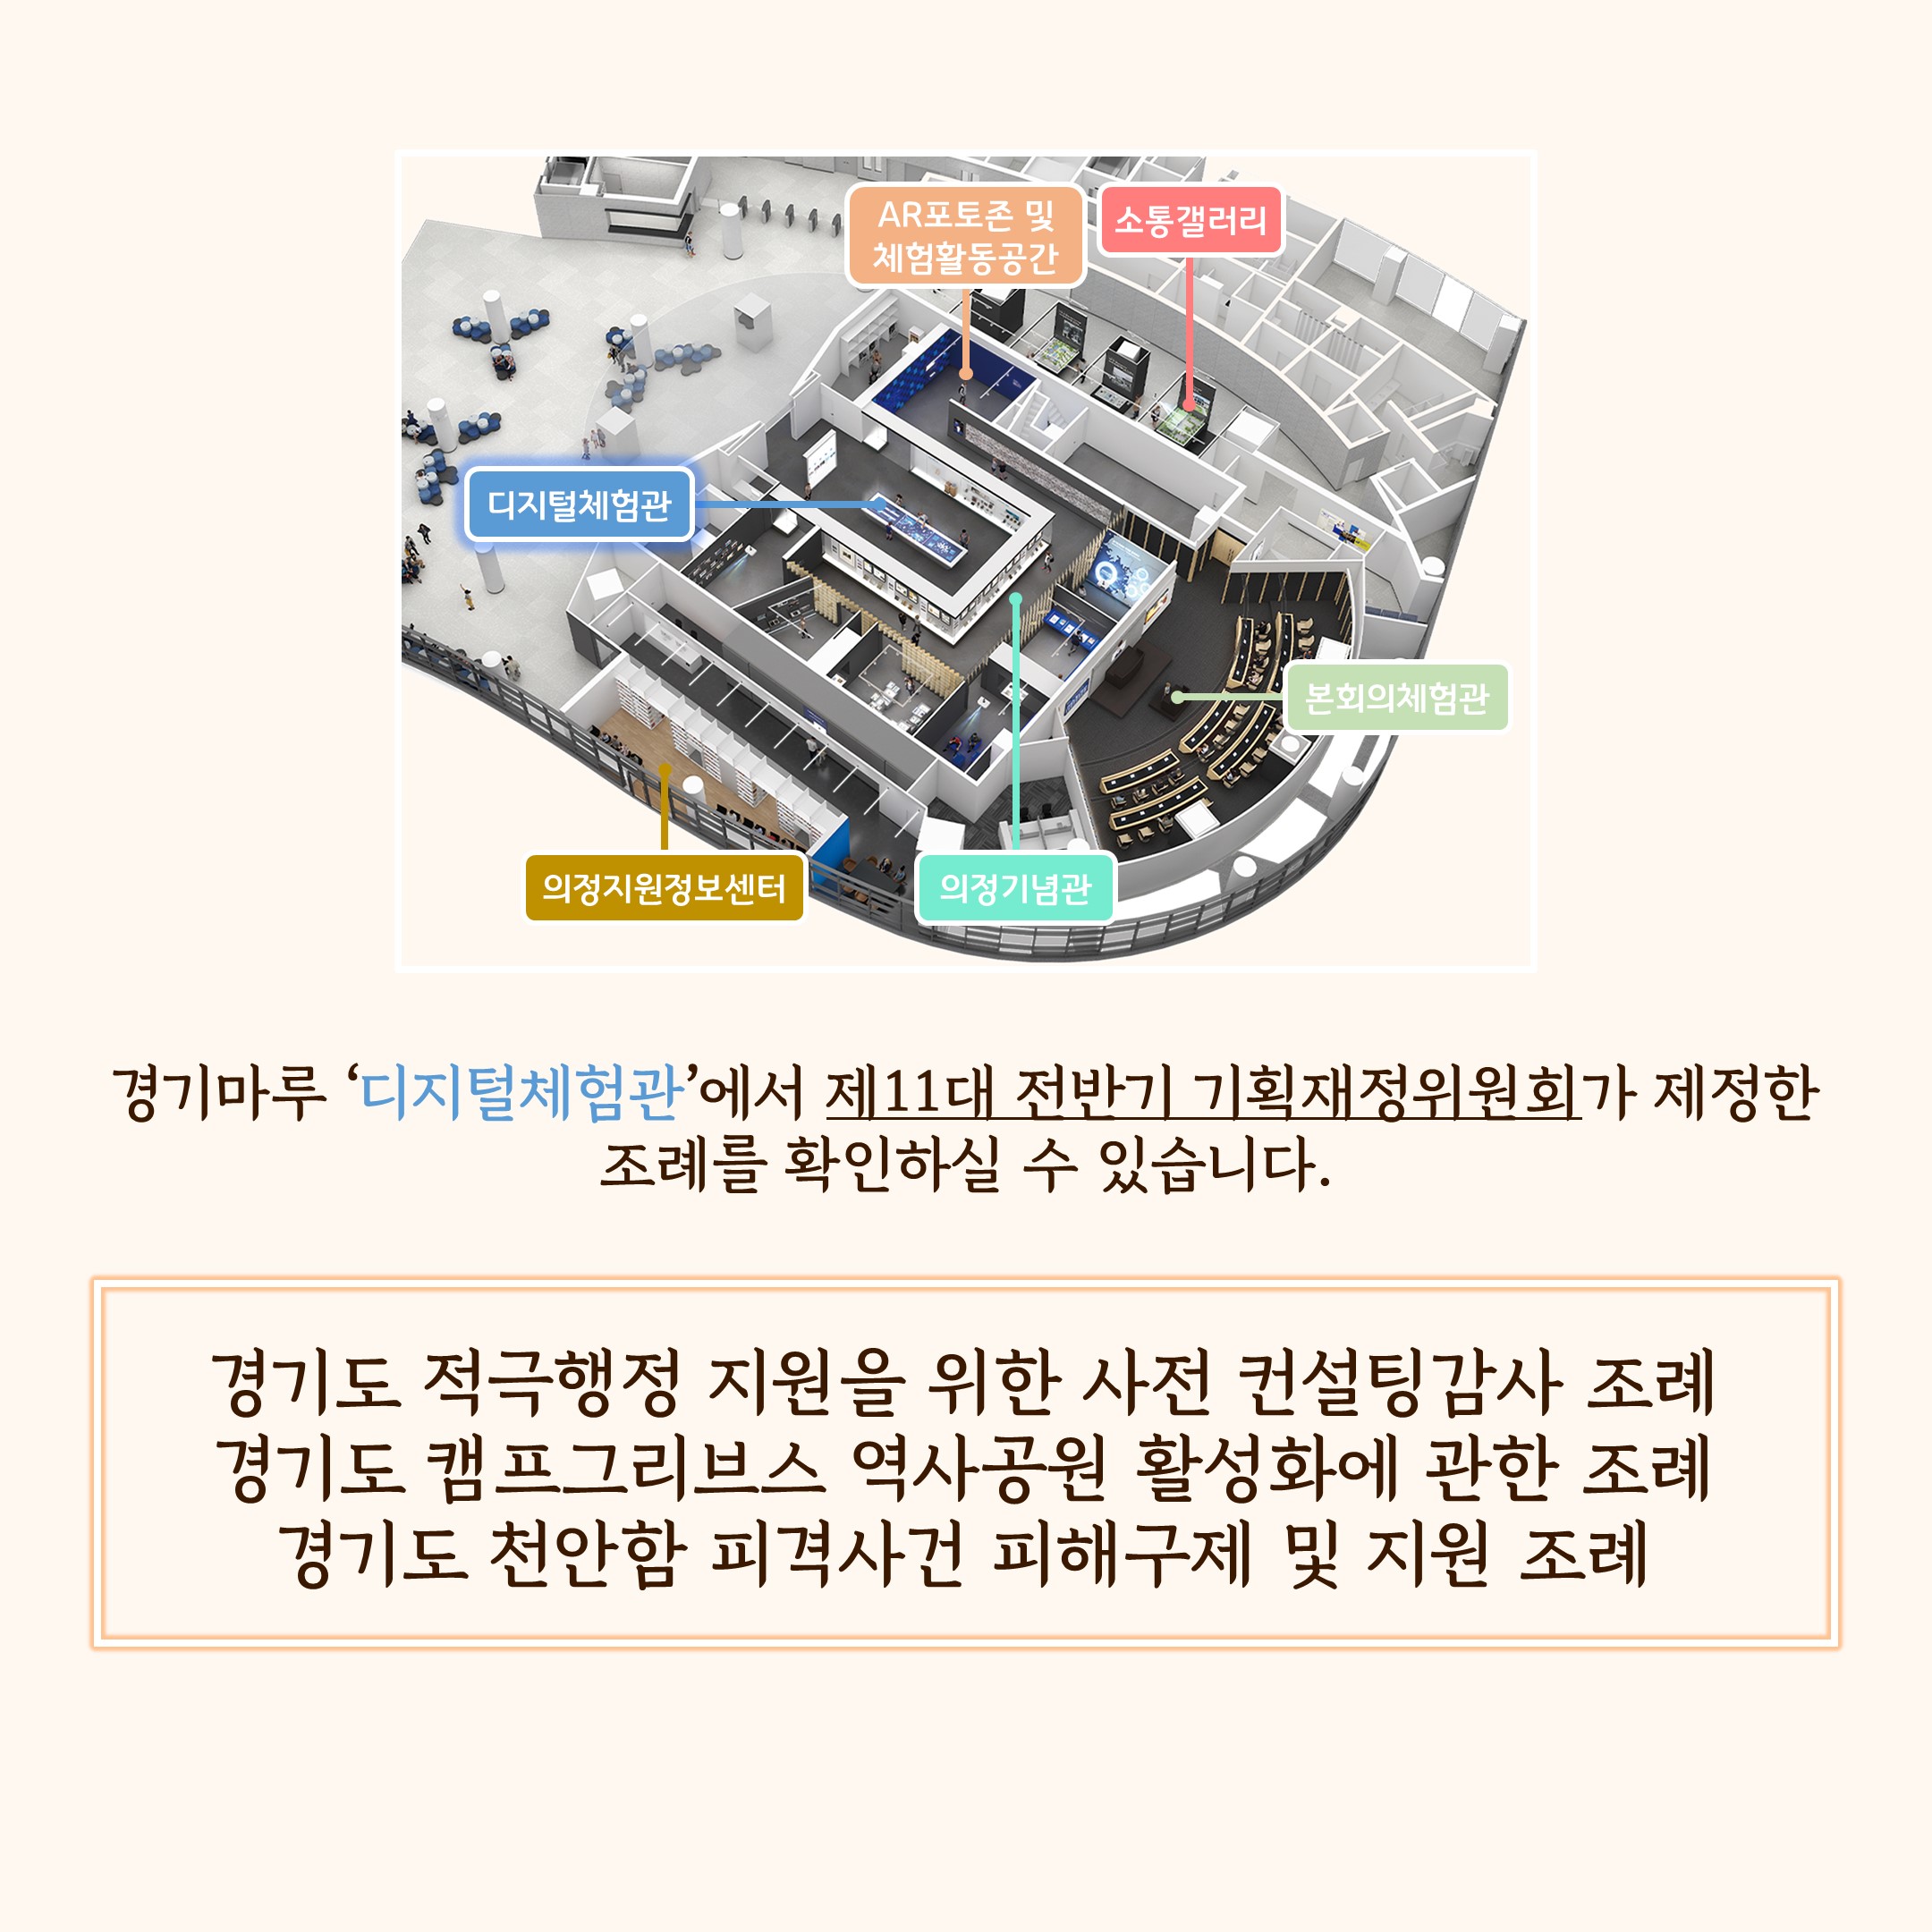 AR포토존 및
체험활동공간
소통갤러리
디지털체험관
본회의체험관
의정지원정보센터
의정기념관
경기마루 ‘디지털체험관’에서 제11대 전반기 기획재정위원회가 제정한
조례를 확인하실 수 있습니다.
경기도 적극행정 지원을 위한 사전 컨설팅감사 조례
경기도 캠프그리브스 역사공원 활성화에 관한 조례
경기도 천안함 피격사건 피해구제 및 지원 조례